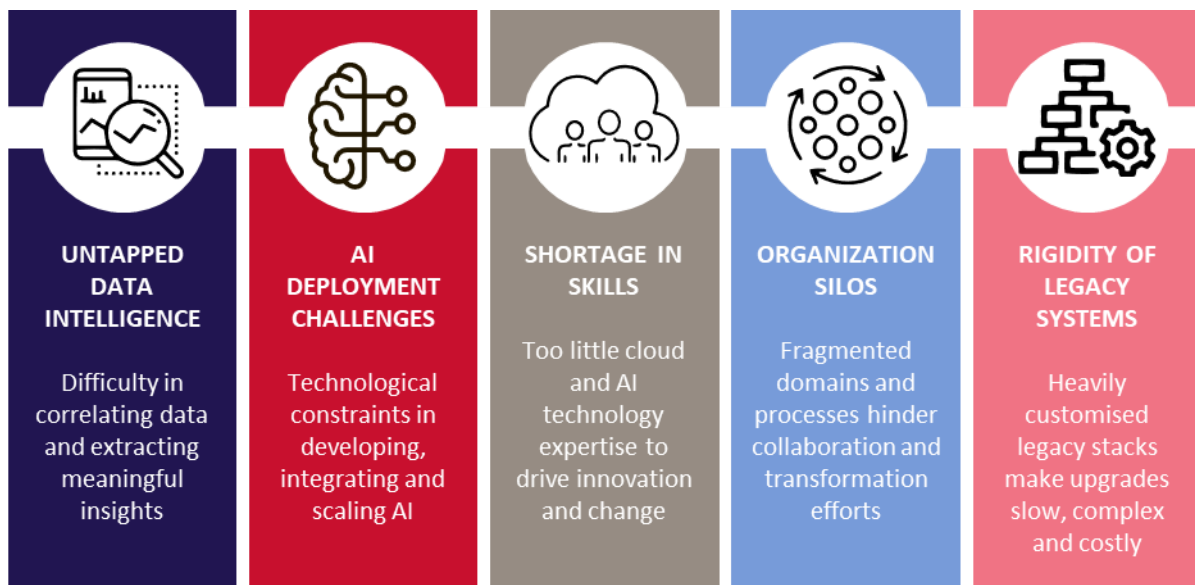 UNTAPPED
DATA
INTELLIGENCE
Difficulty in
correlating data
and extracting
meaningful
insights
AI
DEPLOYMENT
CHALLENGES
Technological
constraints in
developing,
integrating and
scaling AI
SHORTAGE IN
SKILLS
Too little cloud
and AI
technology
expertise to
drive innovation
and change
ORGANIZATION
SILOS
Fragmented
domains and
processes hinder
collaboration and
transformation
efforts
RIGIDITY OF
LEGACY
SYSTEMS
Heavily
customised
legacy stacks
make upgrades
slow, complex
and costly